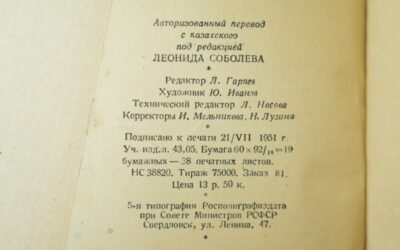 Авторизованный перевод
с казахского
под редакцией
ЛЕОНИДА СОБОЛЕВА
Редактор Л. Гаряев
Художник Ю. Иванов
Технический редактор Л. Носова
Корректоры И. Мельникова, Н. Лузина
Подписано к печати 21/VII 1951 г.
Уч. изд.л. 43,05. Бумага 60×92/16=19
бумажных — 38 печатных листов.
НС 38820. Тираж 75000. Заказ 81.
Цена 13 р. 50 к.
5-я типография Росполиграфиздата
при Совете Министров РСФСР
Свердловск, ул. Ленина, 47.